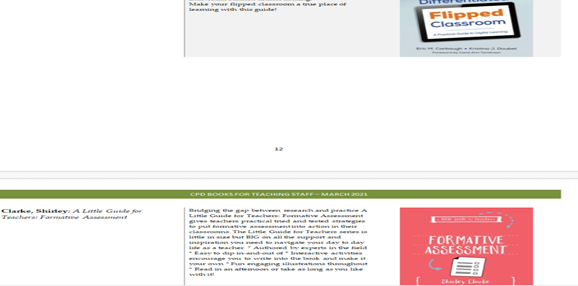 Make your flipped classroom a true place of
learning with this guide!
Differentiated
Flipped
Classroom
A Practical Guide to Digital Learning
Eric M. Carbaugh • Kristina J. Doubet
12
CPD BOOKS FOR TEACHING STAFF – MARCH 2021
Clarke, Shirley: A Little Guide for
Teachers: Formative Assessment
Bridging the gap between research and practice A
Little Guide for Teachers: Formative Assessment
gives teachers practical tried and tested strategies
to put formative assessment into action in their
classrooms. The Little Guide for Teachers series is
little in size but BIG on all the support and
inspiration you need to navigate your day to day
life as a teacher. * Authored by experts in the field
* Easy to dip in-and-out of * Interactive activities
encourage you to write into the book and make it
your own * Fun engaging illustrations throughout
* Read in an afternoon or take as long as you like
with it!
FORMATIVE
ASSESSMENT
Shirley Clarke